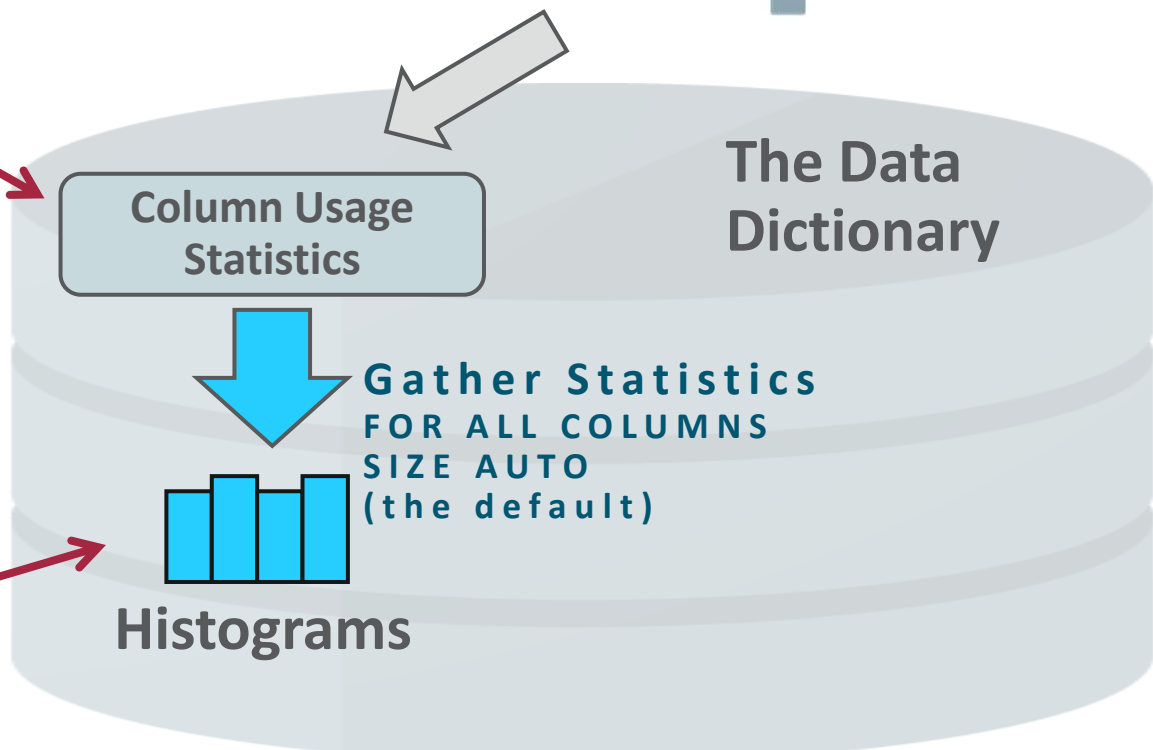 The Data
Dictionary
Column Usage
Statistics
Gather Statistics
FOR ALL COLUMNS
SIZE AUTO
(the default)
Histograms